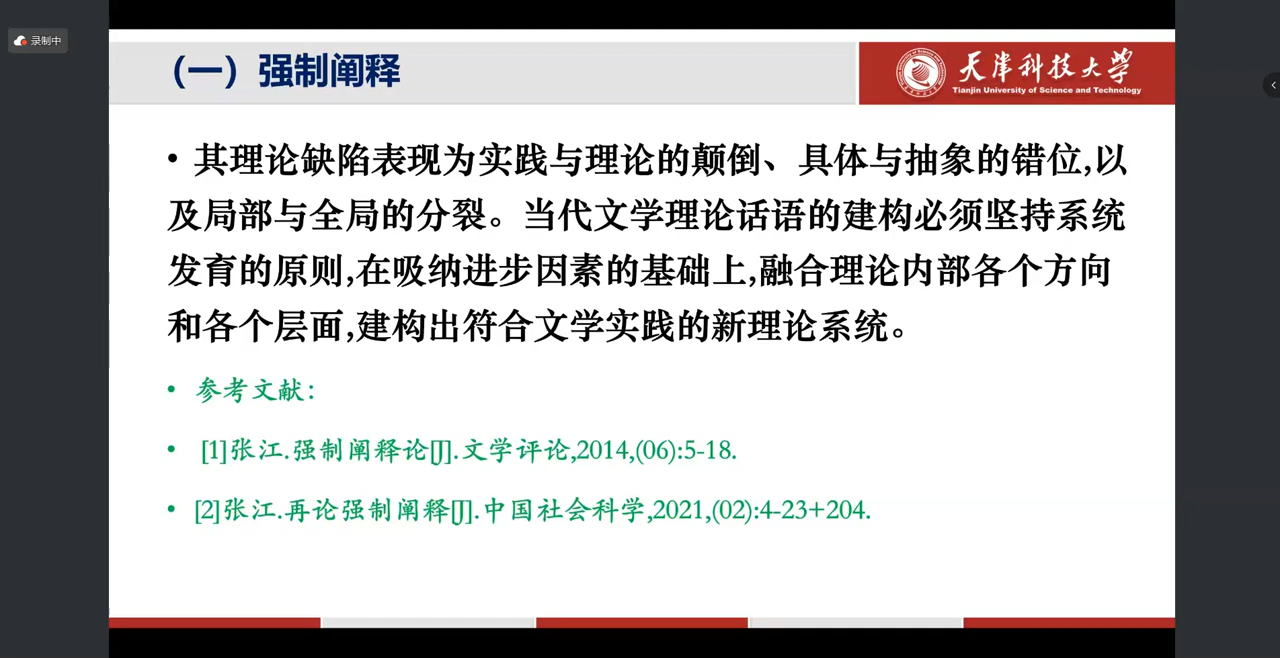 录制中
（一）强制阐释
天津科技大学
Tianjin University of Science and Technology
• 其理论缺陷表现为实践与理论的颠倒、具体与抽象的错位,以
及局部与全局的分裂。当代文学理论话语的建构必须坚持系统
发育的原则,在吸纳进步因素的基础上,融合理论内部各个方向
和各个层面,建构出符合文学实践的新理论系统。
• 参考文献：
• [1]张江.强制阐释论[J].文学评论,2014,(06):5-18.
• [2]张江.再论强制阐释[J].中国社会科学,2021,(02):4-23+204.